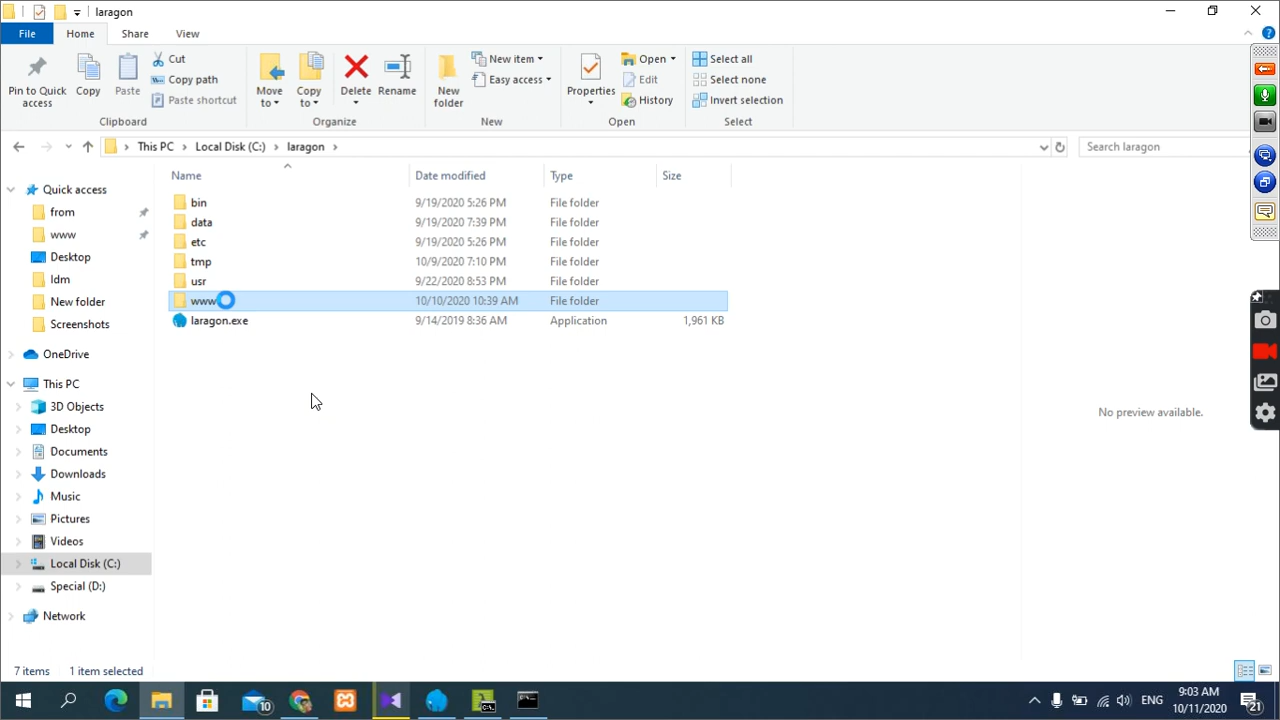 laragon
File
Home
Share
View
Pin to Quick access
Copy
Paste
Cut
Copy path
Paste shortcut
Clipboard
Move to
Copy to
Delete
Rename
Organize
New folder
New item
Easy access
New
Properties
Open
Edit
History
Open
Select all
Select none
Invert selection
Select
This PC
Local Disk (C:)
laragon
Search laragon
Name
Date modified
Type
Size
bin 9/19/2020 5:26 PM File folder
data 9/19/2020 7:39 PM File folder
etc 9/19/2020 5:26 PM File folder
tmp 10/9/2020 7:10 PM File folder
usr 9/22/2020 8:53 PM File folder
www 10/10/2020 10:39 AM File folder
laragon.exe 9/14/2019 8:36 AM Application 1,961 KB
No preview available.
Quick access
from
www
Desktop
Idm
New folder
Screenshots
OneDrive
This PC
3D Objects
Desktop
Documents
Downloads
Music
Pictures
Videos
Local Disk (C:)
Special (D:)
Network
7 items
1 item selected
10
ENG
9:03 AM
10/11/2020
21